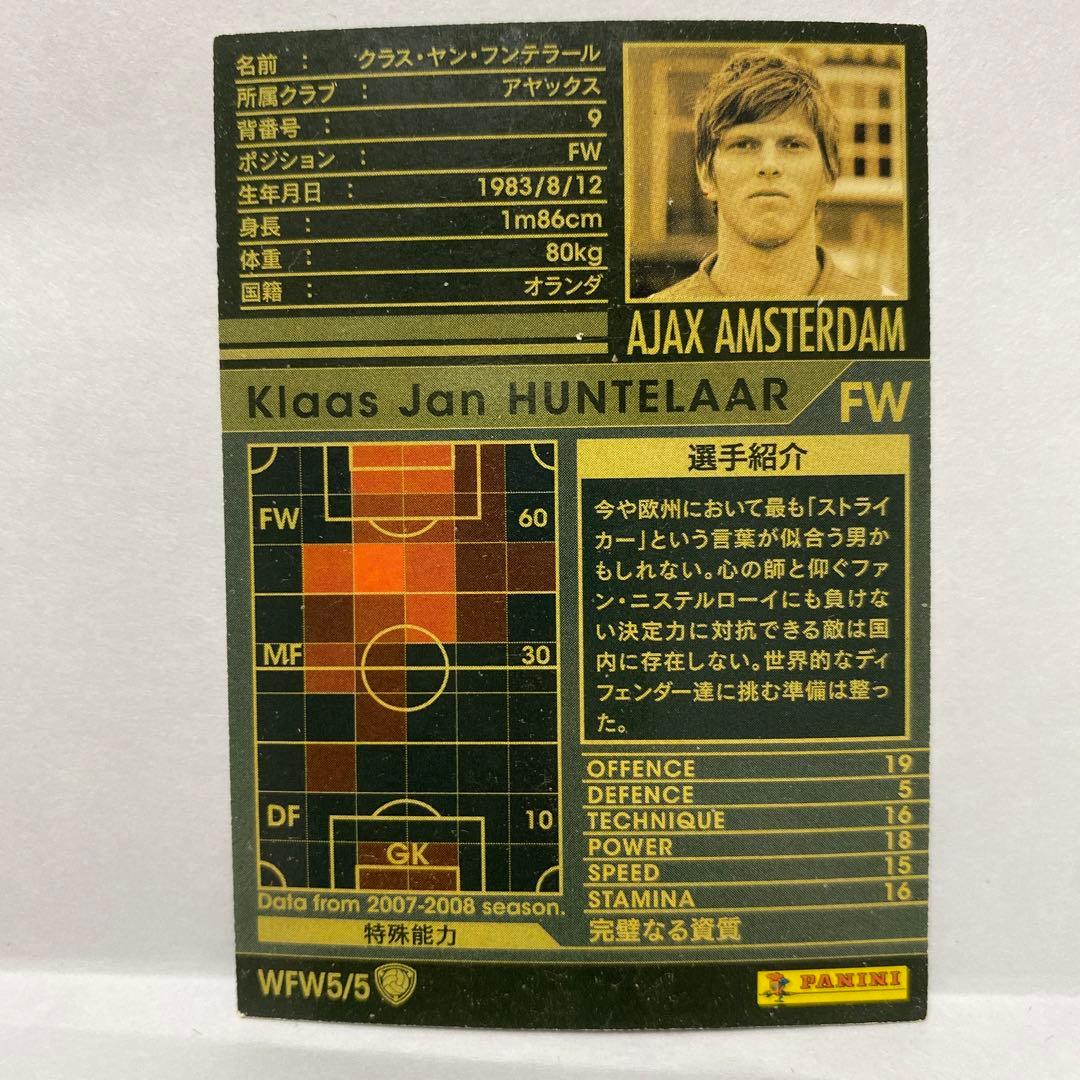 名前 : クラス・ヤン・フンテラール
所属クラブ : アヤックス
背番号 : 9
ポジション : FW
生年月日 : 1983/8/12
身長 : 1m86cm
体重 : 80kg
国籍 : オランダ
AJAX AMSTERDAM
Klaas Jan HUNTELAAR FW
FW 60
MF 30
DF 10
GK
Data from 2007-2008 season.
選手紹介
今や欧州において最も「ストライ
カー」という言葉が似合う男か
もしれない。心の師と仰ぐファ
ン・ニステルローイにも負けな
い決定力に対抗できる敵は国
内に存在しない。世界的なディ
フェンダー達に挑む準備は整っ
た。
OFFENCE 19
DEFENCE 5
TECHNIQUE 16
POWER 18
SPEED 15
STAMINA 16
特殊能力 完璧なる資質
WFW5/5
PANINI